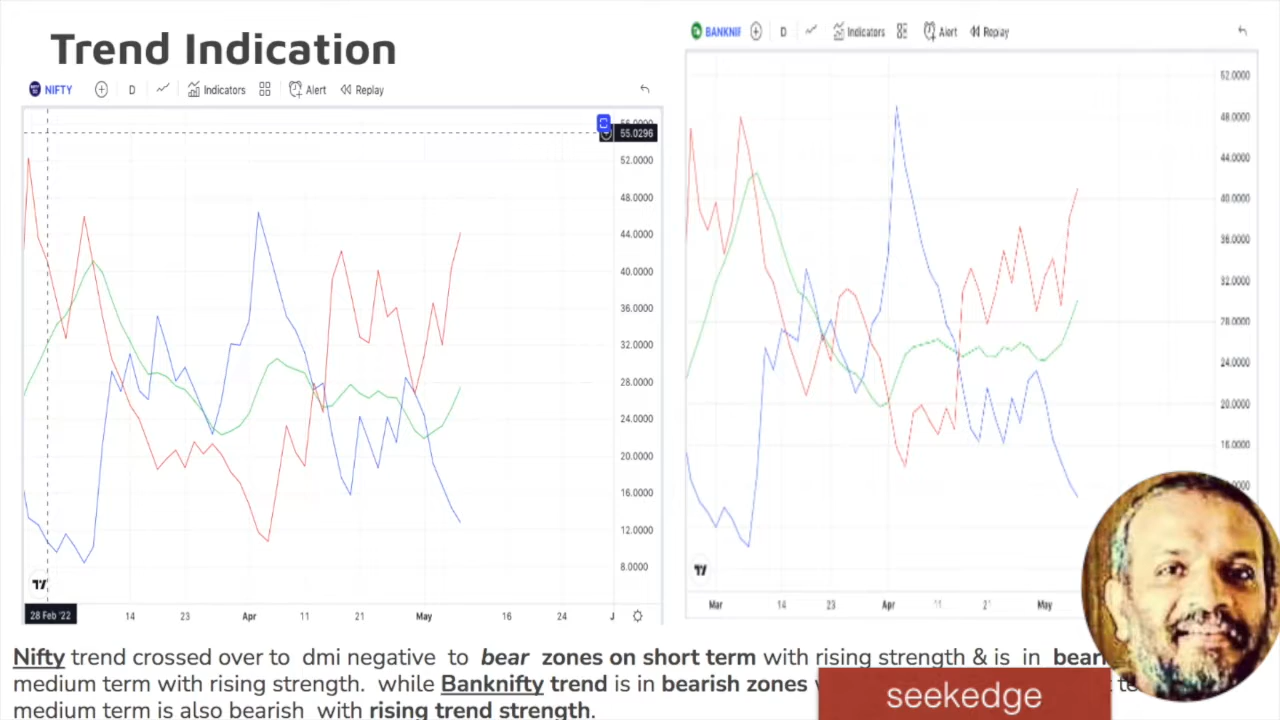 Trend Indication
NIFTY
D
Indicators
Alert
Replay
55.0296
52.0000
48.0000
44.0000
40.0000
36.0000
32.0000
28.0000
24.0000
20.0000
16.0000
12.0000
8.0000
28 Feb '22
14
23
Apr
11
21
May
16
24
J
BANKNIF
D
Indicators
Alert
Replay
52.0000
48.0000
44.0000
40.0000
36.0000
32.0000
28.0000
24.0000
20.0000
16.0000
Mar
14
23
Apr
11
21
May
Nifty trend crossed over to dmi negative to bear zones on short term with rising strength & is in
medium term with rising strength. while Banknifty trend is in bearish zones
medium term is also bearish with rising trend strength.
seekedge